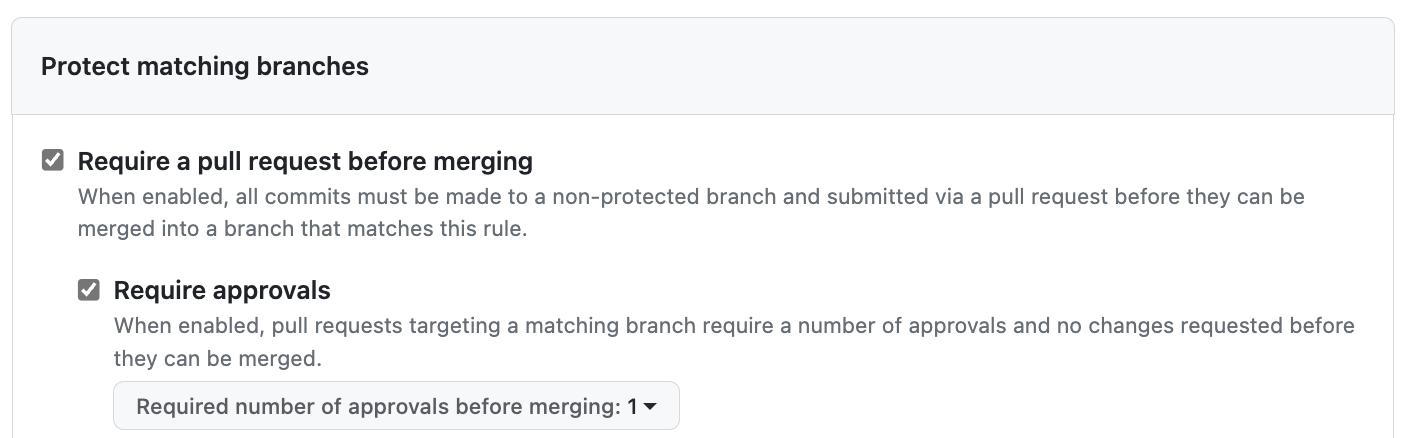 Protect matching branches
Require a pull request before merging
When enabled, all commits must be made to a non-protected branch and submitted via a pull request before they can be
merged into a branch that matches this rule.
Require approvals
When enabled, pull requests targeting a matching branch require a number of approvals and no changes requested before
they can be merged.
Required number of approvals before merging: 1